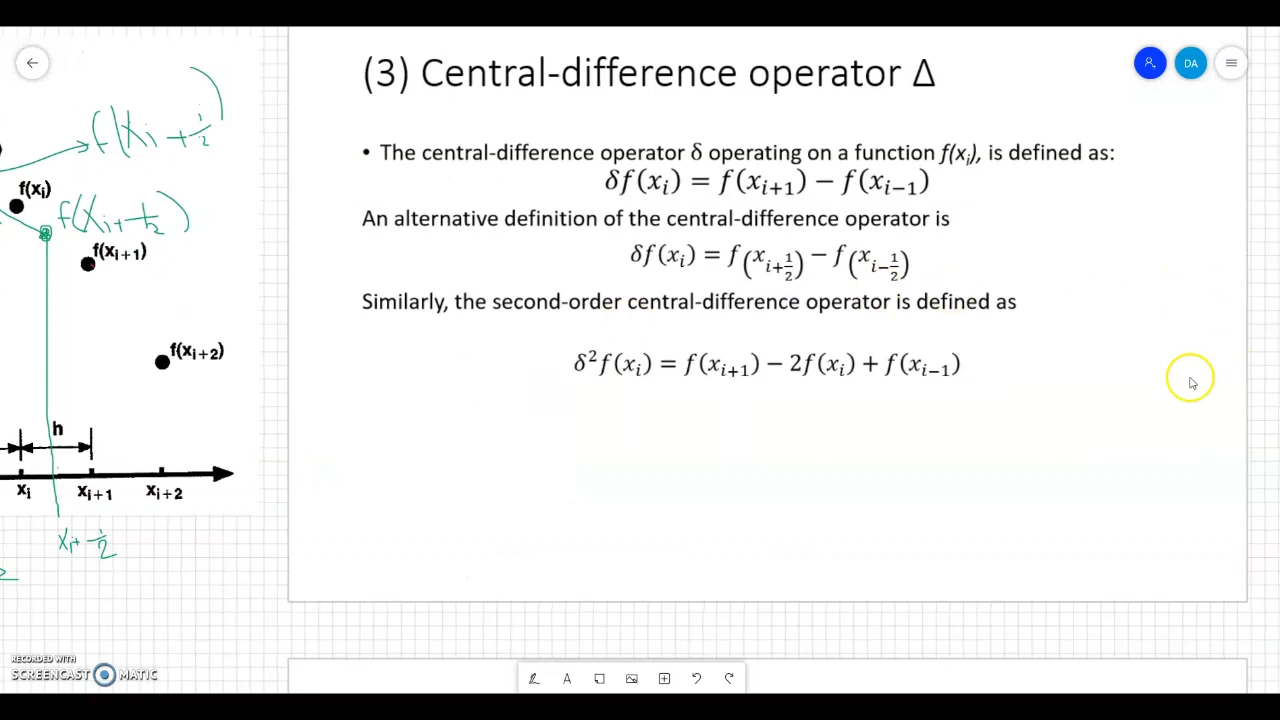 (3) Central-difference operator Δ
DA
• The central-difference operator δ operating on a function f(xᵢ), is defined as:
δf(xᵢ) = f(xᵢ₊₁) − f(xᵢ₋₁)
An alternative definition of the central-difference operator is
δf(xᵢ) = f(x_{i+1/2}) − f(x_{i−1/2})
Similarly, the second-order central-difference operator is defined as
δ²f(xᵢ) = f(xᵢ₊₁) − 2f(xᵢ) + f(xᵢ₋₁)
f(xi + 1/2)
f(xᵢ)
f(xi + 1/2)
f(xᵢ₊₁)
f(xᵢ₊₂)
h
xᵢ xᵢ₊₁ xᵢ₊₂
xi + 1/2
RECORDED WITH
SCREENCAST MATIC
A